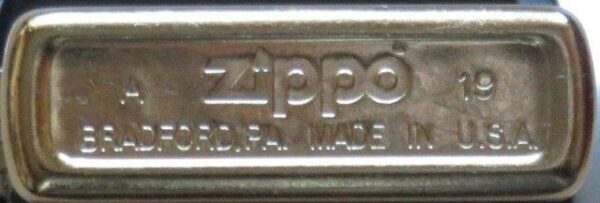 A Zippo 19
BRADFORD, PA. MADE IN U.S.A.